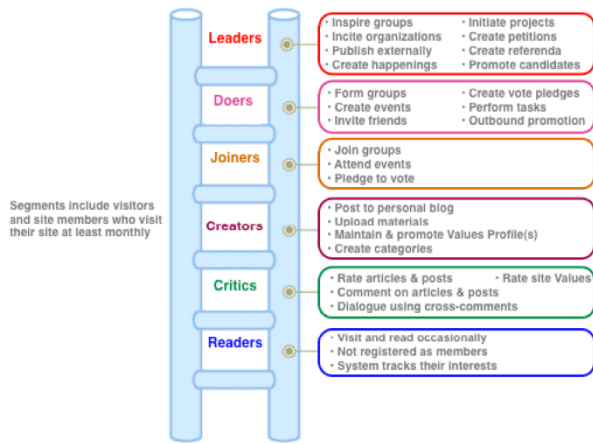 Leaders
· Inspire groups
· Incite organizations
· Publish externally
· Create happenings
· Initiate projects
· Create petitions
· Create referenda
· Promote candidates
Doers
· Form groups
· Create events
· Invite friends
· Create vote pledges
· Perform tasks
· Outbound promotion
Joiners
· Join groups
· Attend events
· Pledge to vote
Segments include visitors
and site members who visit
their site at least monthly
Creators
· Post to personal blog
· Upload materials
· Maintain & promote Values Profile(s)
· Create categories
Critics
· Rate articles & posts
· Rate site Values
· Comment on articles & posts
· Dialogue using cross-comments
Readers
· Visit and read occasionally
· Not registered as members
· System tracks their interests